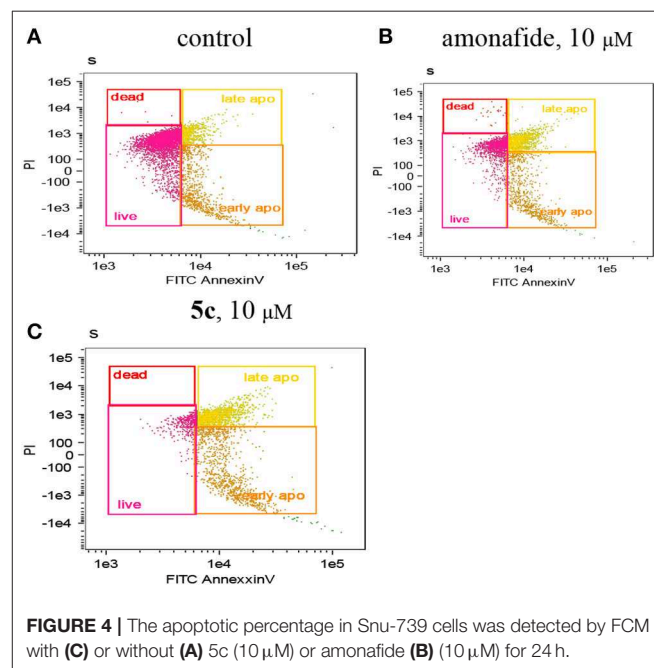 A control
s
1e5
1e4
1e3
100
0
-100
-1e3
-1e4
PI
dead
late apo
live
early apo
1e3 1e4 1e5
FITC AnnexinV
B amonafide, 10 μM
s
1e5
1e4
1e3
100
0
-100
-1e3
-1e4
PI
dead
late apo
live
early apo
1e3 1e4 1e5
FITC AnnexinV
5c, 10 μM
C
s
1e5
1e4
1e3
100
0
-100
-1e3
-1e4
PI
dead
late apo
live
early apo
1e3 1e4 1e5
FITC AnnexxinV
FIGURE 4 | The apoptotic percentage in Snu-739 cells was detected by FCM
with (C) or without (A) 5c (10 μM) or amonafide (B) (10 μM) for 24 h.